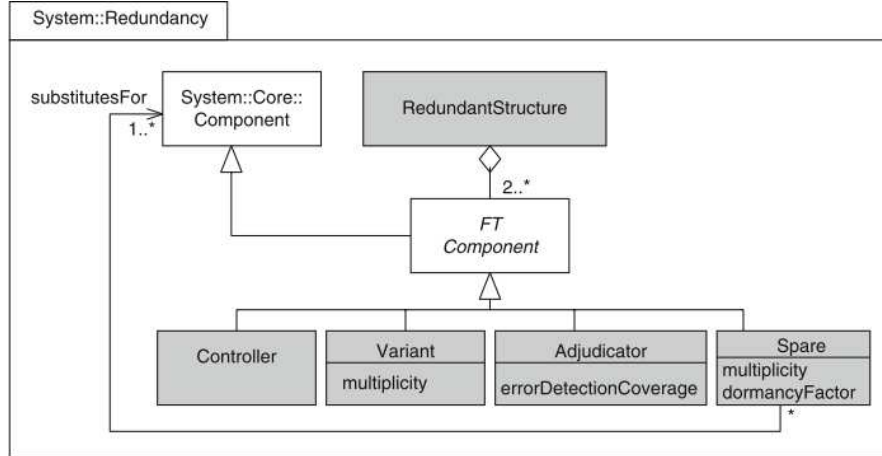 System::Redundancy
substitutesFor
1..*
System::Core::
Component
RedundantStructure
2..*
FT
Component
Controller
Variant
multiplicity
Adjudicator
errorDetectionCoverage
Spare
multiplicity
dormancyFactor
*